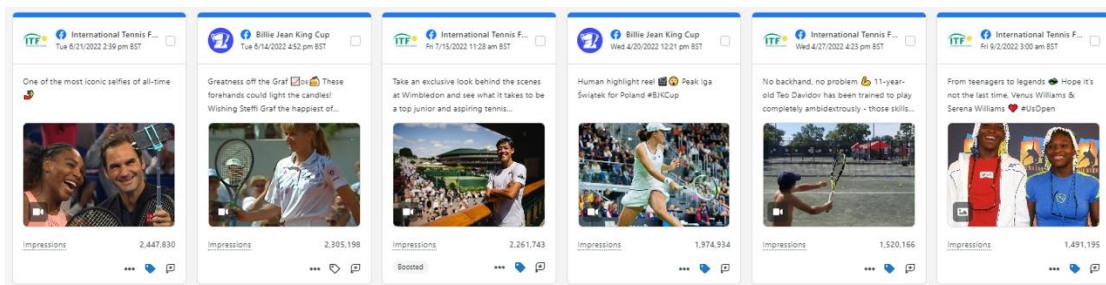 ITF
International Tennis F...
Tue 6/21/2022 2:39 pm BST
One of the most iconic selfies of all-time
Impressions 2,447,830
Billie Jean King Cup
Tue 6/14/2022 4:52 pm BST
Greatness off the Graf These
forehands could light the candles!
Wishing Steffi Graf the happiest of...
Impressions 2,305,198
ITF
International Tennis F...
Fri 7/15/2022 11:28 am BST
Take an exclusive look behind the scenes
at Wimbledon and see what it takes to be
a top junior and aspiring tennis...
Impressions 2,261,743
Boosted
Billie Jean King Cup
Wed 4/20/2022 12:21 pm BST
Human highlight reel Peak Iga
Świątek for Poland #BJKCup
Impressions 1,974,934
ITF
International Tennis F...
Wed 4/27/2022 4:23 pm BST
No backhand, no problem 11-year-
old Teo Davidov has been trained to play
completely ambidextrously - those skills...
Impressions 1,520,166
ITF
International Tennis F...
Fri 9/2/2022 3:00 am BST
From teenagers to legends Hope it's
not the last time, Venus Williams &
Serena Williams #UsOpen
Impressions 1,491,195